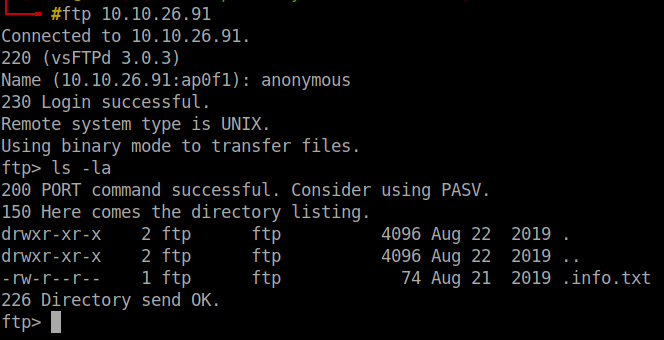 #ftp 10.10.26.91
Connected to 10.10.26.91.
220 (vsFTPd 3.0.3)
Name (10.10.26.91:ap0f1): anonymous
230 Login successful.
Remote system type is UNIX.
Using binary mode to transfer files.
ftp> ls -la
200 PORT command successful. Consider using PASV.
150 Here comes the directory listing.
drwxr-xr-x    2 ftp      ftp          4096 Aug 22  2019 .
drwxr-xr-x    2 ftp      ftp          4096 Aug 22  2019 ..
-rw-r--r--    1 ftp      ftp            74 Aug 21  2019 .info.txt
226 Directory send OK.
ftp>